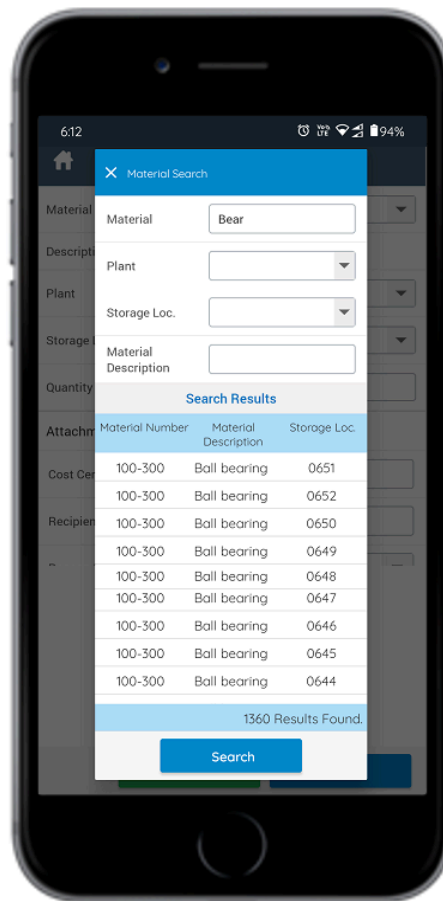 6:12
VoD LTE 94%
Material Search
Material
Material Bear
Descripti
Plant
Plant
Storage Loc.
Storage
Material
Description
Quantity
Search Results
Attachm
Material Number Material Description Storage Loc.
Cost Cen
100-300 Ball bearing 0651
100-300 Ball bearing 0652
Recipien
100-300 Ball bearing 0650
100-300 Ball bearing 0649
100-300 Ball bearing 0648
100-300 Ball bearing 0647
100-300 Ball bearing 0646
100-300 Ball bearing 0645
100-300 Ball bearing 0644
1360 Results Found.
Search